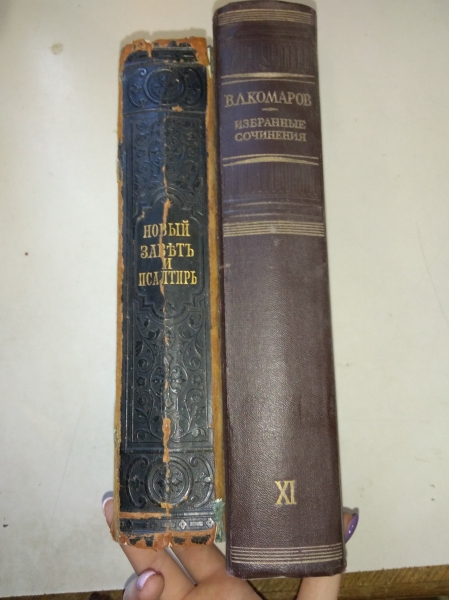 НОВЫЙ
ЗАВѢТЪ
И
ПСАЛТИРЬ
В.Л.КОМАРОВ
ИЗБРАННЫЕ
СОЧИНЕНИЯ
XI